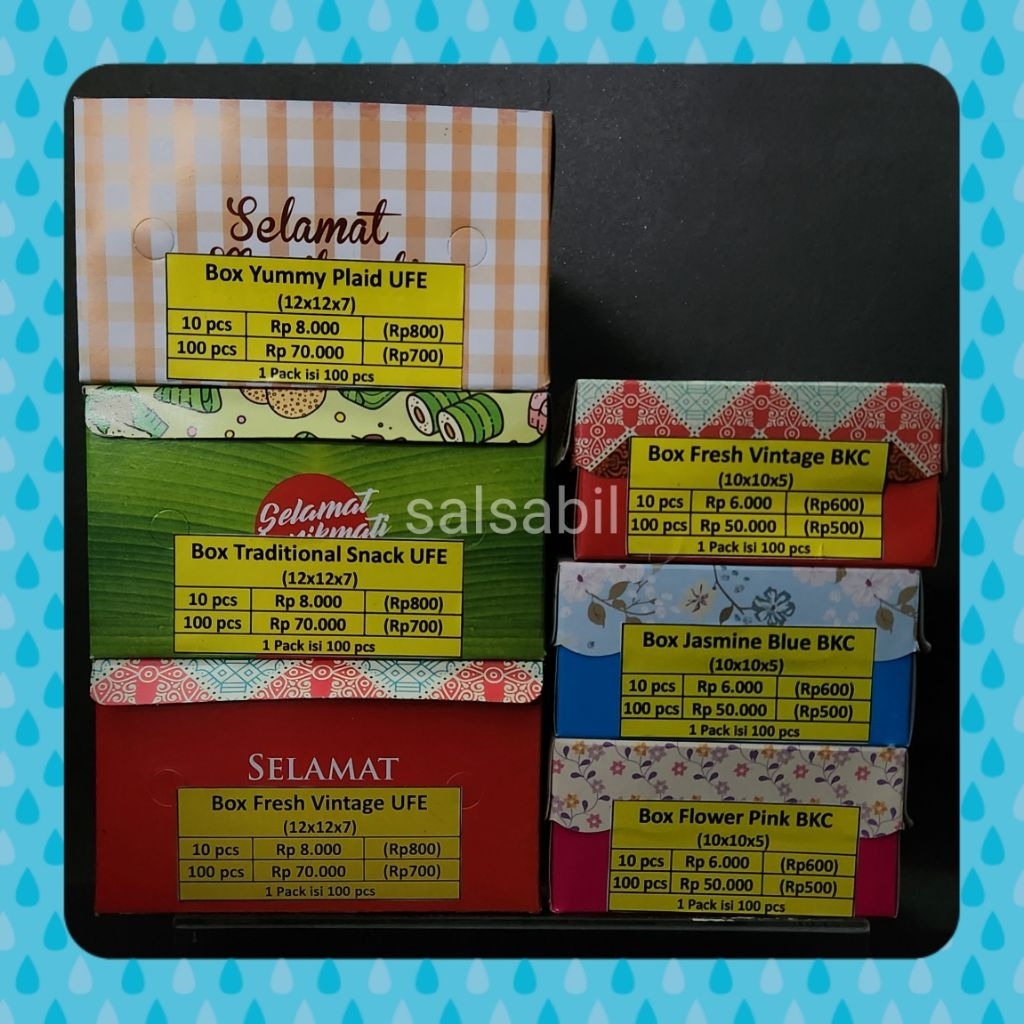 Selamat
Box Yummy Plaid UFE
(12x12x7)
10 pcs Rp 8.000 (Rp800)
100 pcs Rp 70.000 (Rp700)
1 Pack isi 100 pcs
Selamat
Box Traditional Snack UFE
(12x12x7)
10 pcs Rp 8.000 (Rp800)
100 pcs Rp 70.000 (Rp700)
1 Pack isi 100 pcs
SELAMAT
Box Fresh Vintage UFE
(12x12x7)
10 pcs Rp 8.000 (Rp800)
100 pcs Rp 70.000 (Rp700)
1 Pack isi 100 pcs
salsabil
Box Fresh Vintage BKC
(10x10x5)
10 pcs Rp 6.000 (Rp600)
100 pcs Rp 50.000 (Rp500)
1 Pack isi 100 pcs
Box Jasmine Blue BKC
(10x10x5)
10 pcs Rp 6.000 (Rp600)
100 pcs Rp 50.000 (Rp500)
1 Pack isi 100 pcs
Box Flower Pink BKC
(10x10x5)
10 pcs Rp 6.000 (Rp600)
100 pcs Rp 50.000 (Rp500)
1 Pack isi 100 pcs